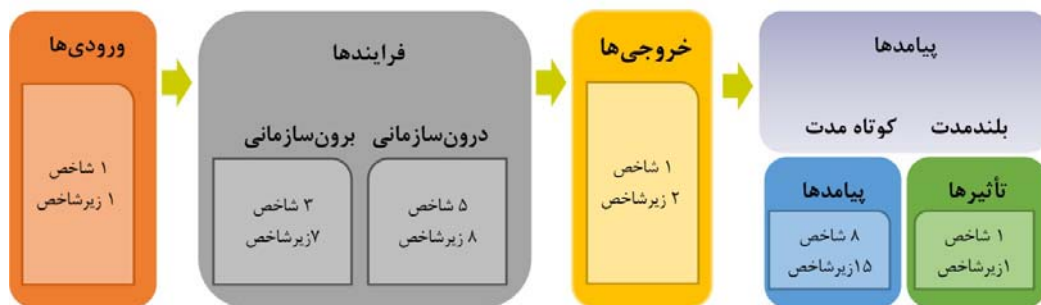 ورودی‌ها
۱ شاخص
۱ زیرشاخص
فرایندها
برون‌سازمانی
۳ شاخص
۷زیرشاخص
درون‌سازمانی
۵ شاخص
۸ زیرشاخص
خروجی‌ها
۱ شاخص
۲ زیرشاخص
پیامدها
کوتاه مدت
بلندمدت
پیامدها
۸ شاخص
۱۵زیرشاخص
تأثیرها
۱ شاخص
۱زیرشاخص